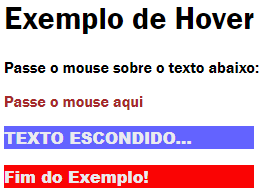 Exemplo de Hover
Passe o mouse sobre o texto abaixo:
Passe o mouse aqui
TEXTO ESCONDIDO...
Fim do Exemplo!